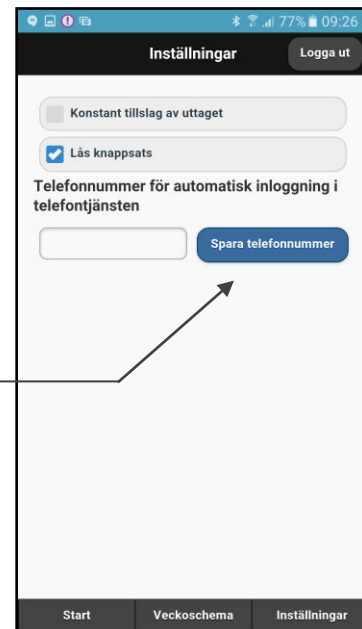 77% 09:26
Inställningar
Logga ut
Konstant tillslag av uttaget
Lås knappsats
Telefonnummer för automatisk inloggning i
telefontjänsten
Spara telefonnummer
Start Veckoschema Inställningar